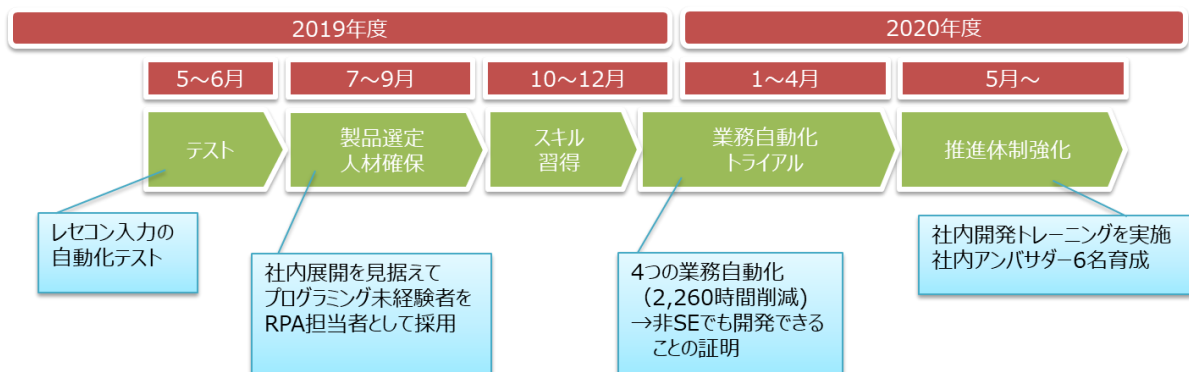 2019年度
2020年度
5～6月
7～9月
10～12月
1～4月
5月～
テスト
製品選定
人材確保
スキル
習得
業務自動化
トライアル
推進体制強化
レセコン入力の
自動化テスト
社内展開を見据えて
プログラミング未経験者を
RPA担当者として採用
4つの業務自動化
（2,260時間削減）
→非SEでも開発できる
ことの証明
社内開発トレーニングを実施
社内アンバサダー6名育成